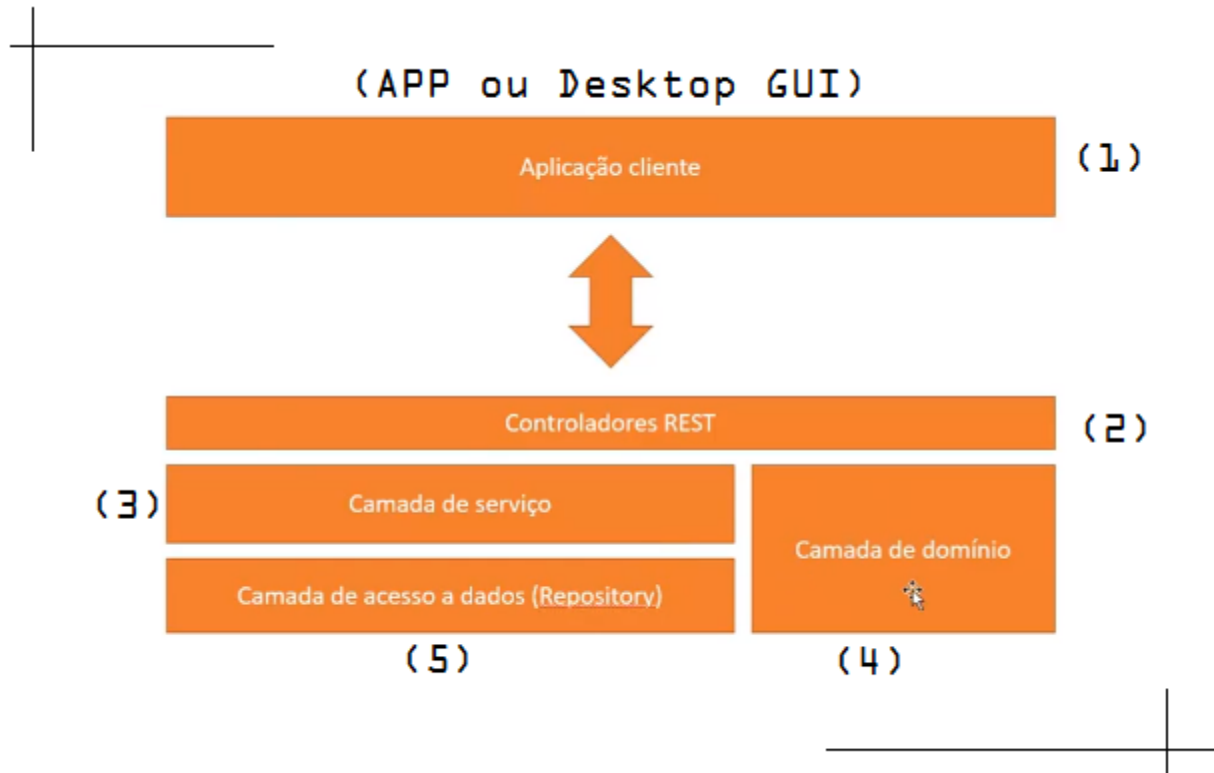 (APP ou Desktop GUI)
Aplicação cliente
(1)
Controladores REST
(2)
(3)
Camada de serviço
Camada de domínio
Camada de acesso a dados (Repository)
(5)
(4)